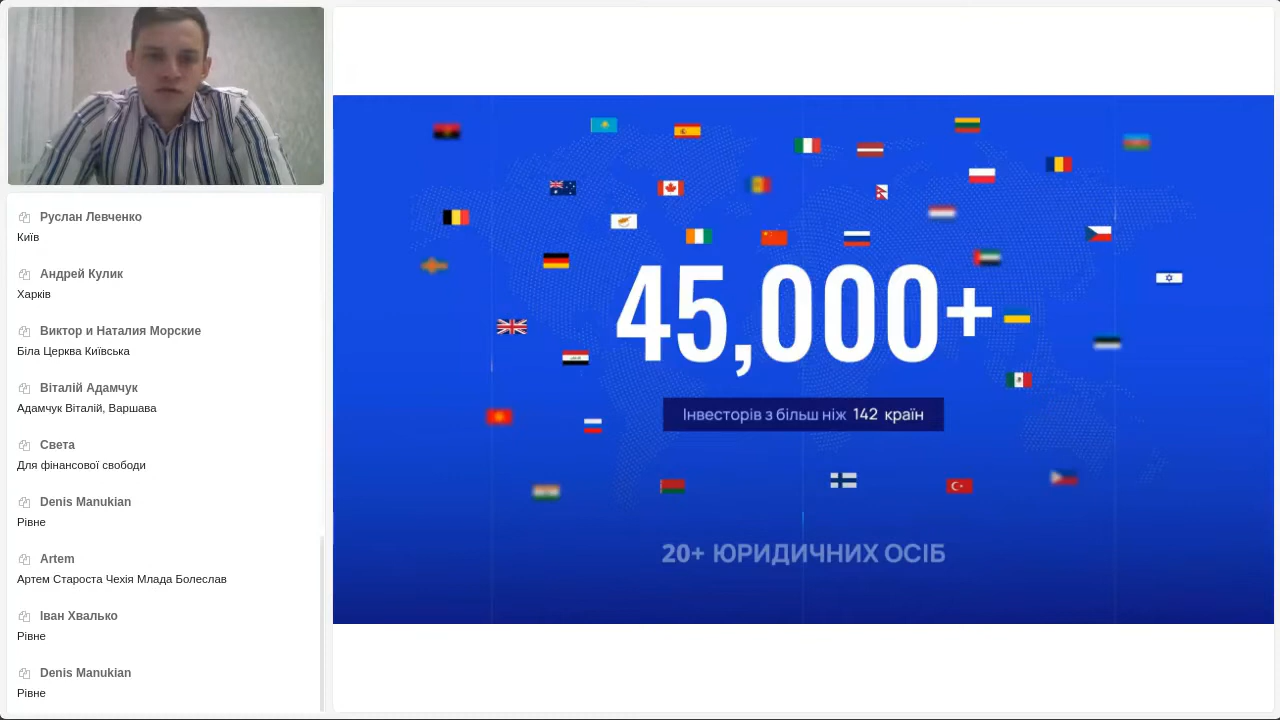 Руслан Левченко
Київ
Андрей Кулик
Харків
Виктор и Наталия Морские
Біла Церква Київська
Віталій Адамчук
Адамчук Віталій, Варшава
Света
Для фінансової свободи
Denis Manukian
Рівне
Artem
Артем Староста Чехія Млада Болеслав
Іван Хвалько
Рівне
Denis Manukian
Рівне
45,000+
Інвесторів з більш ніж 142 країн
20+ ЮРИДИЧНИХ ОСІБ